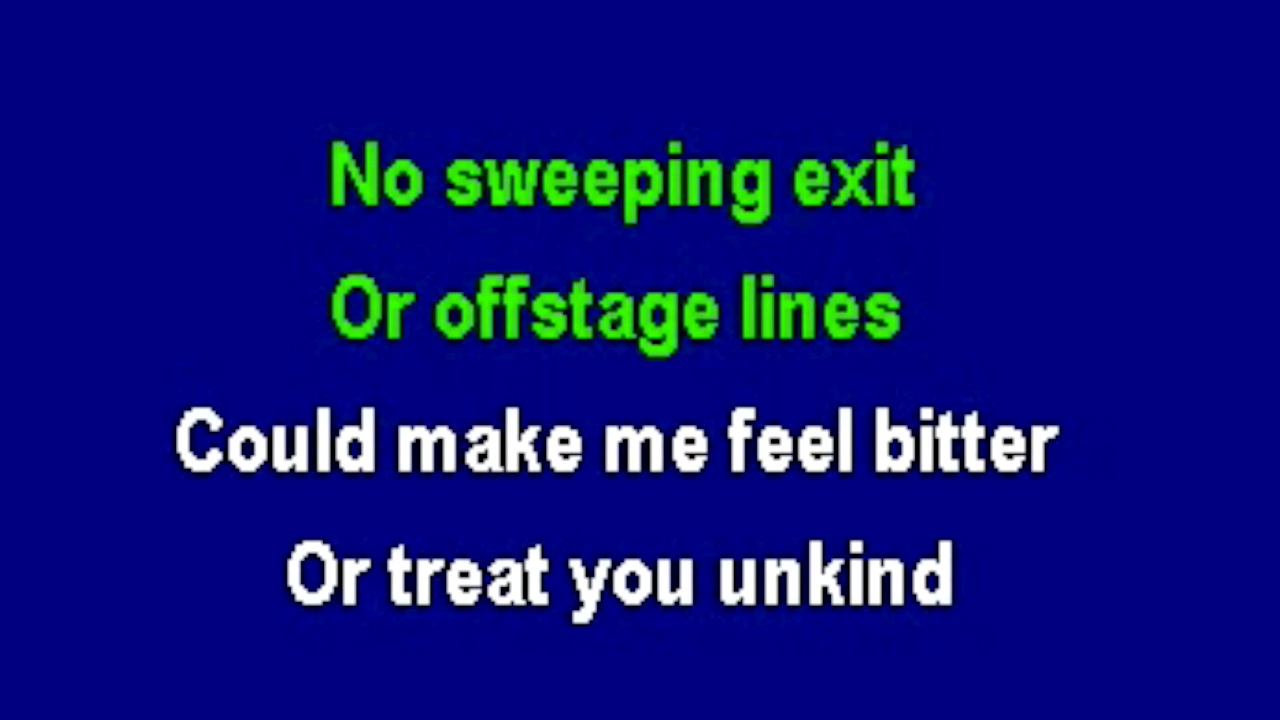 No sweeping exit
Or offstage lines
Could make me feel bitter
Or treat you unkind